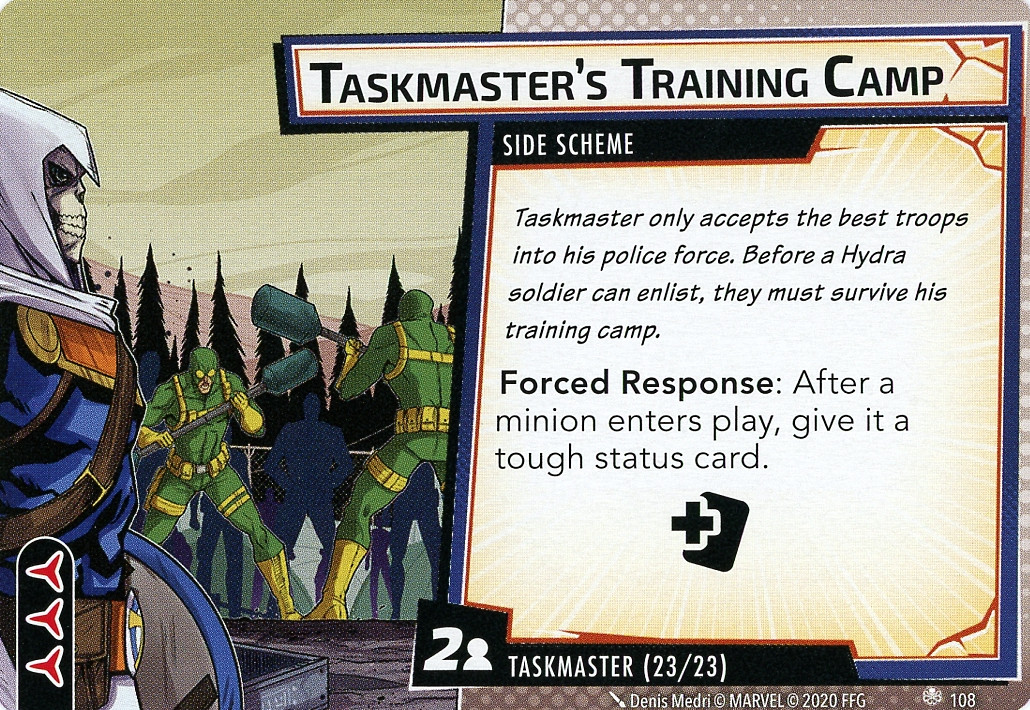 TASKMASTER'S TRAINING CAMP
SIDE SCHEME
Taskmaster only accepts the best troops
into his police force. Before a Hydra
soldier can enlist, they must survive his
training camp.
Forced Response: After a
minion enters play, give it a
tough status card.
2
TASKMASTER (23/23)
Denis Medri © MARVEL © 2020 FFG 108